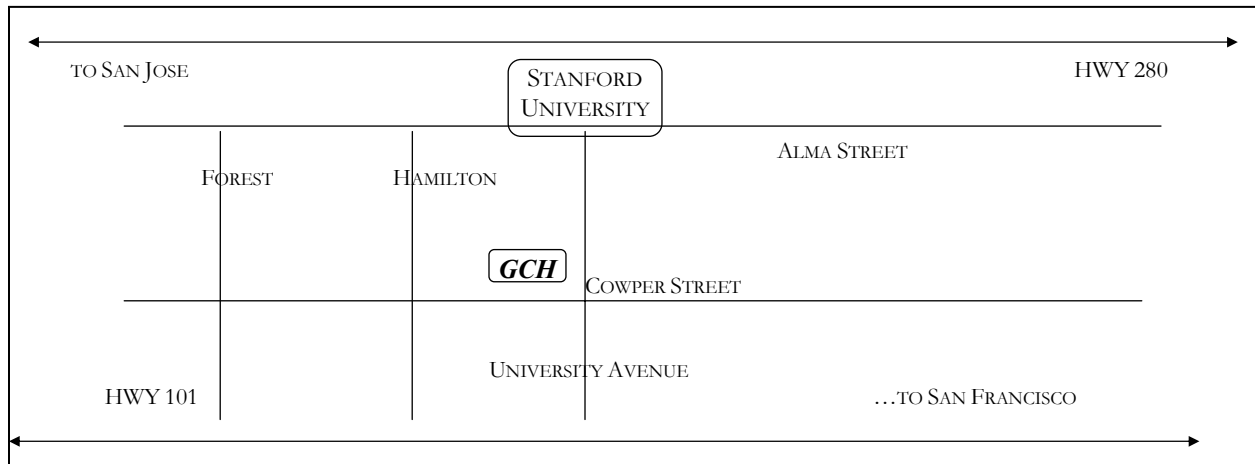 TO SAN JOSE
HWY 280
STANFORD
UNIVERSITY
ALMA STREET
FOREST
HAMILTON
GCH
COWPER STREET
UNIVERSITY AVENUE
HWY 101
…TO SAN FRANCISCO